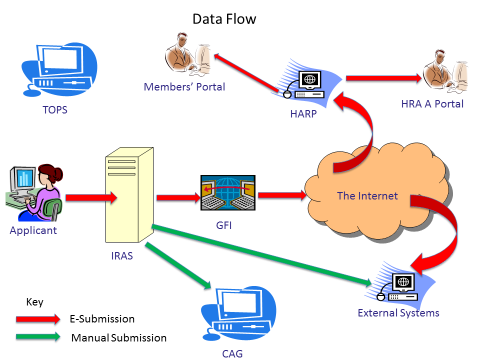 Data Flow
Members' Portal
HARP
HRA A Portal
TOPS
The Internet
Applicant
IRAS
GFI
External Systems
CAG
Key
E-Submission
Manual Submission